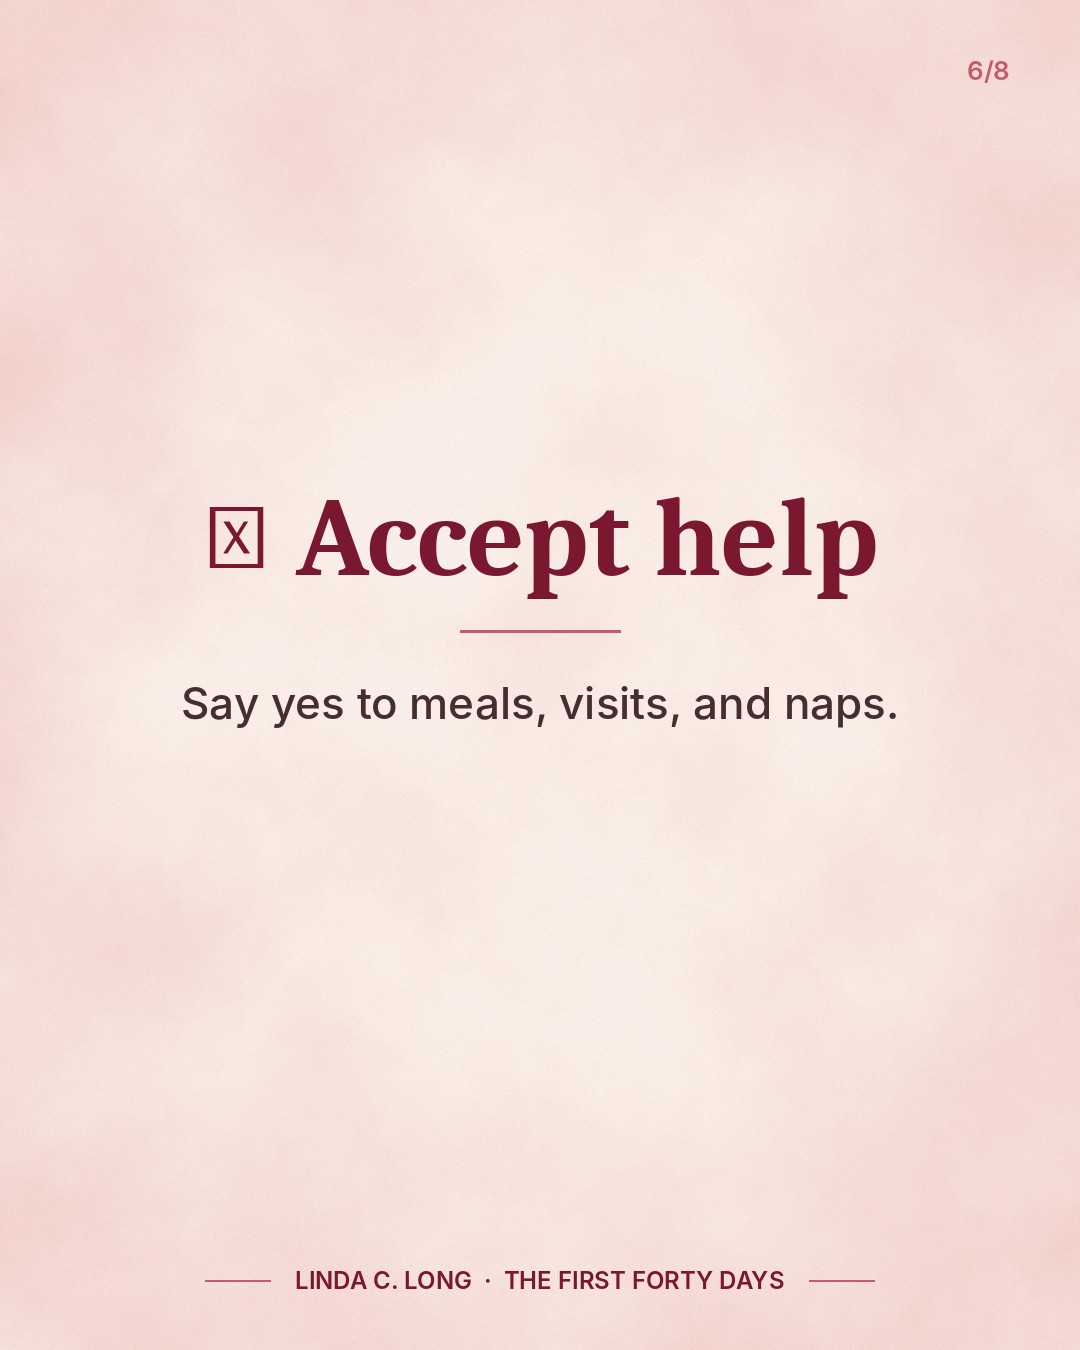 6/8
Accept help
Say yes to meals, visits, and naps.
LINDA C. LONG · THE FIRST FORTY DAYS